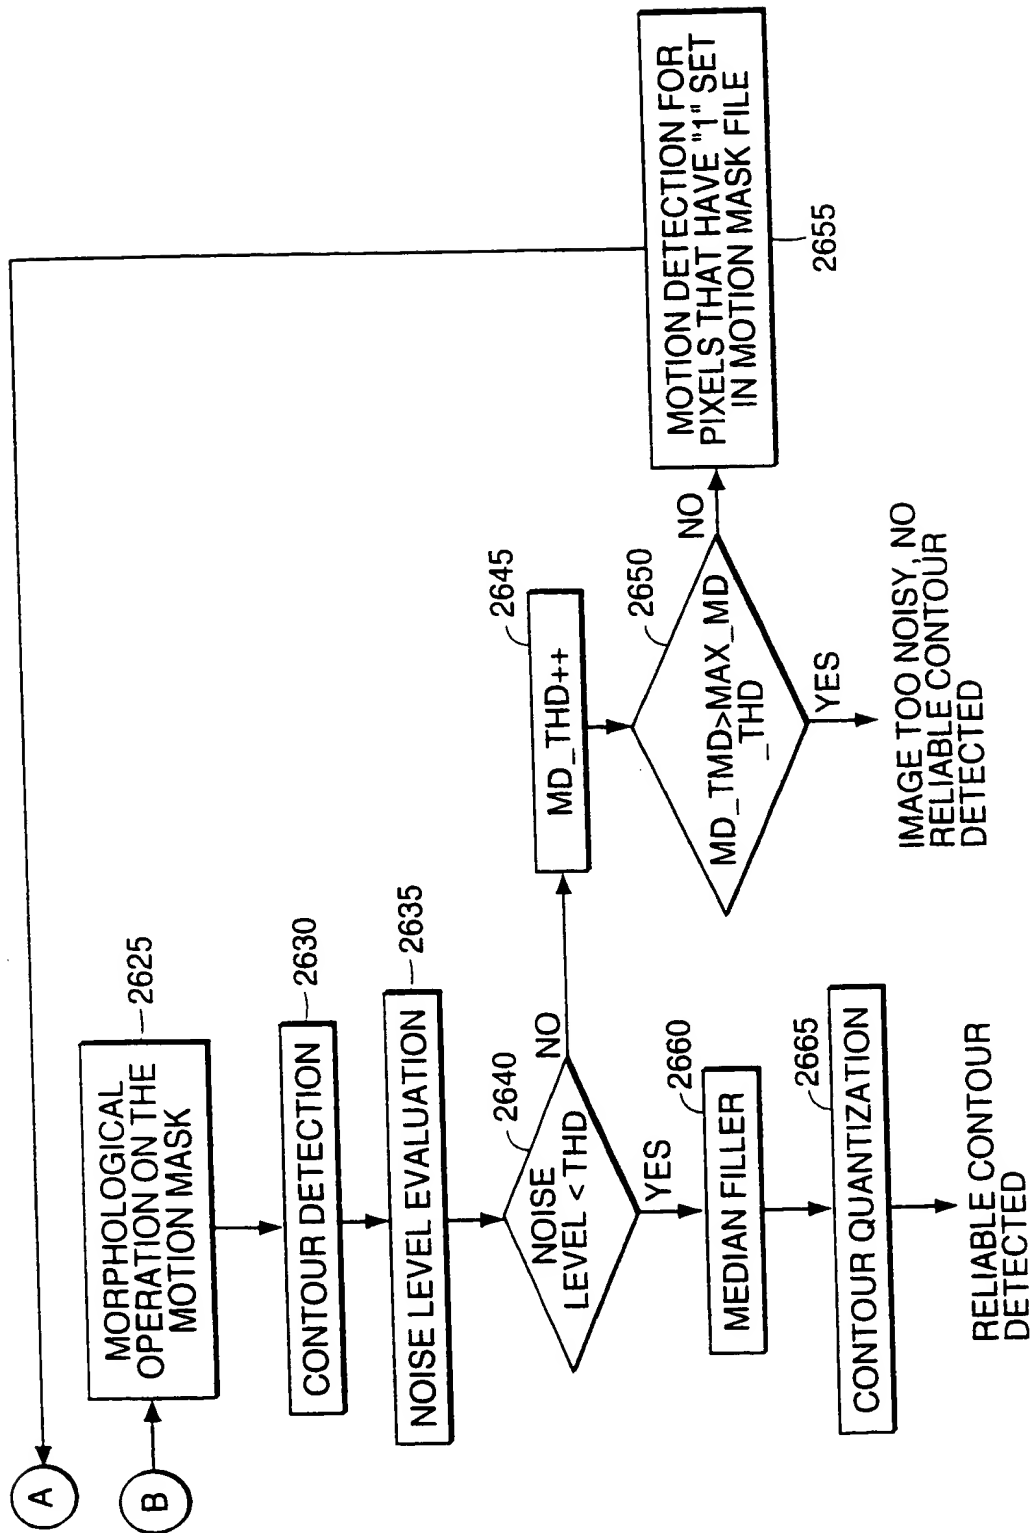 A
B
MORPHOLOGICAL
OPERATION ON THE
MOTION MASK
2625
CONTOUR DETECTION
2630
NOISE LEVEL EVALUATION
2635
NOISE
LEVEL < THD
2640
NO
YES
MD_THD++
2645
MD_TMD>MAX_MD
_THD
2650
NO
YES
MOTION DETECTION FOR
PIXELS THAT HAVE "1" SET
IN MOTION MASK FILE
2655
IMAGE TOO NOISY, NO
RELIABLE CONTOUR
DETECTED
MEDIAN FILLER
2660
CONTOUR QUANTIZATION
2665
RELIABLE CONTOUR
DETECTED